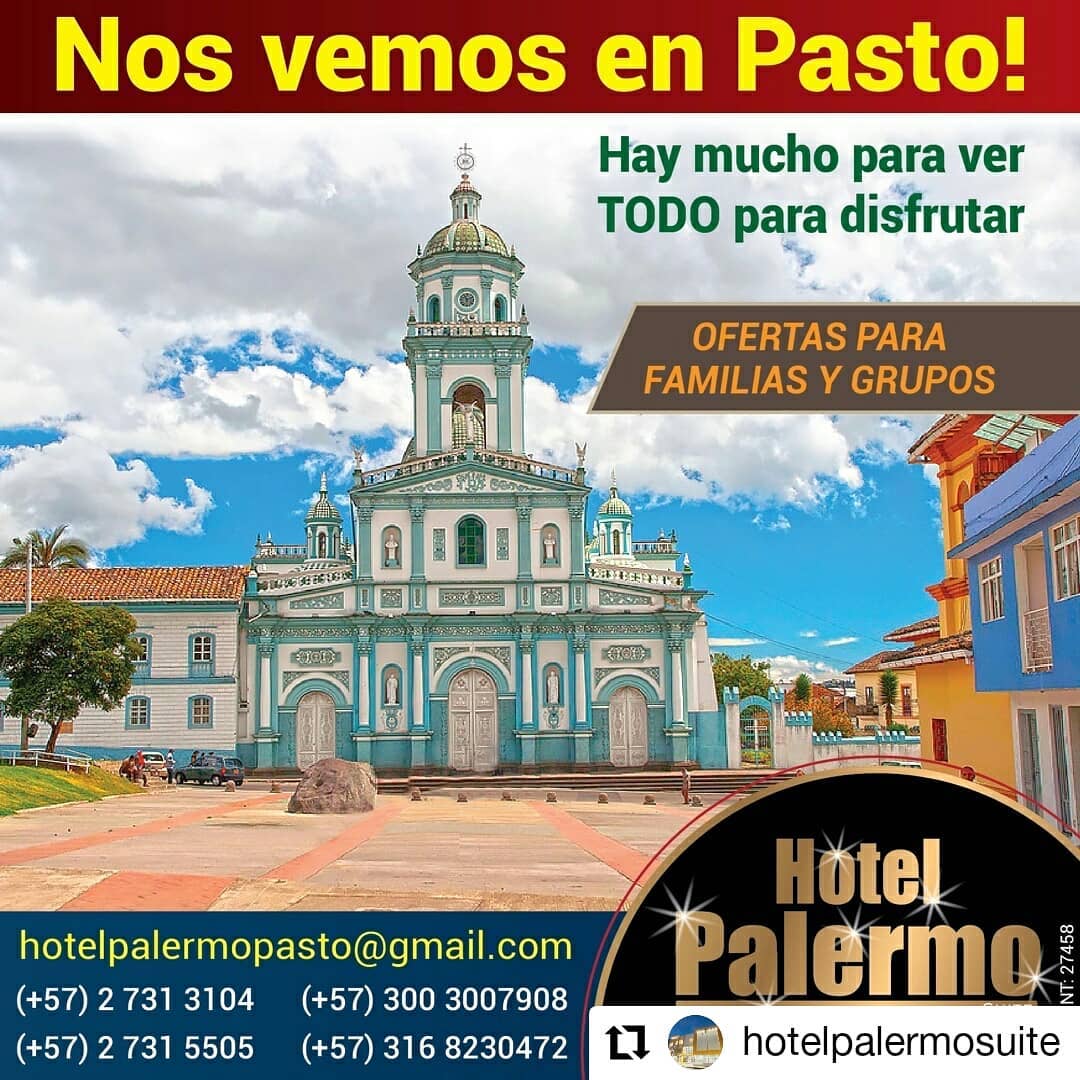 Nos vemos en Pasto!
Hay mucho para ver
TODO para disfrutar
OFERTAS PARA
FAMILIAS Y GRUPOS
Hotel
Palermo
NT: 27458
hotelpalermopasto@gmail.com
(+57) 2 731 3104 (+57) 300 3007908
(+57) 2 731 5505 (+57) 316 8230472
hotelpalermosuite